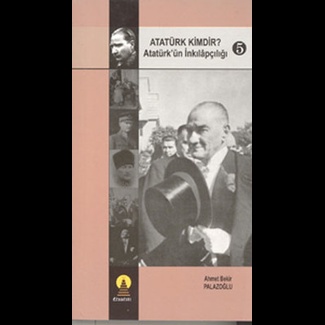 ATATÜRK KİMDİR?
Atatürk'ün İnkılâpçılığı
5
Ahmet Bekir
PALAZOĞLU